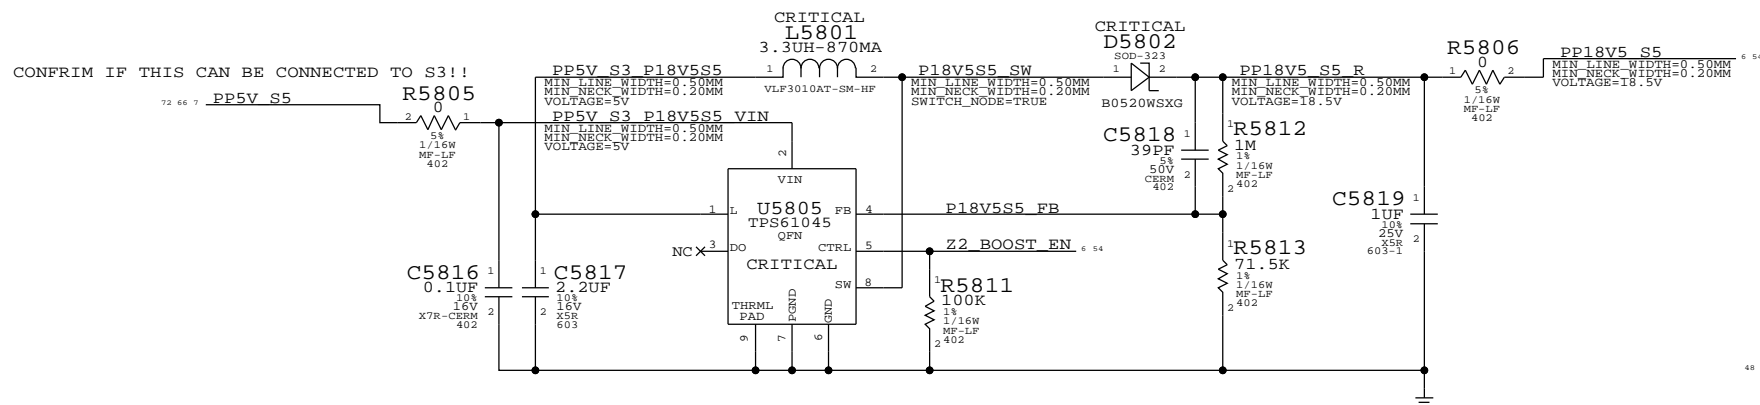 CONFRIM IF THIS CAN BE CONNECTED TO S3!!
72 66 7 PP5V_S5
R5805
0
2 1
5%
1/16W
MF-LF
402
PP5V_S3_P18V5S5
MIN_LINE_WIDTH=0.50MM
MIN_NECK_WIDTH=0.20MM
VOLTAGE=5V
PP5V_S3_P18V5S5_VIN
MIN_LINE_WIDTH=0.50MM
MIN_NECK_WIDTH=0.20MM
VOLTAGE=5V
CRITICAL
L5801
3.3UH-870MA
1 2
VLF3010AT-SM-HF
P18V5S5_SW
MIN_LINE_WIDTH=0.50MM
MIN_NECK_WIDTH=0.20MM
SWITCH_NODE=TRUE
CRITICAL
D5802
SOD-323
1 2
B0520WSXG
PP18V5_S5_R
MIN_LINE_WIDTH=0.50MM
MIN_NECK_WIDTH=0.20MM
VOLTAGE=18.5V
R5806
0
1 2
5%
1/16W
MF-LF
402
PP18V5_S5 6 54
MIN_LINE_WIDTH=0.50MM
MIN_NECK_WIDTH=0.20MM
VOLTAGE=18.5V
C5818
39PF
5%
50V
CERM
402
1
2
R5812
1M
1%
1/16W
MF-LF
402
1
2
2
VIN
1 L
U5805
TPS61045
QFN
CRITICAL
FB 4
P18V5S5_FB
NC 3 DO
CTRL 5
Z2_BOOST_EN 6 54
SW 8
THRML
PAD
PGND
GND
9
7
6
C5816
0.1UF
10%
16V
X7R-CERM
402
1
2
C5817
2.2UF
10%
16V
X5R
603
1
2
R5811
100K
1%
1/16W
MF-LF
402
1
2
R5813
71.5K
1%
1/16W
MF-LF
402
1
2
C5819
1UF
10%
25V
X5R
603-1
1
2
48